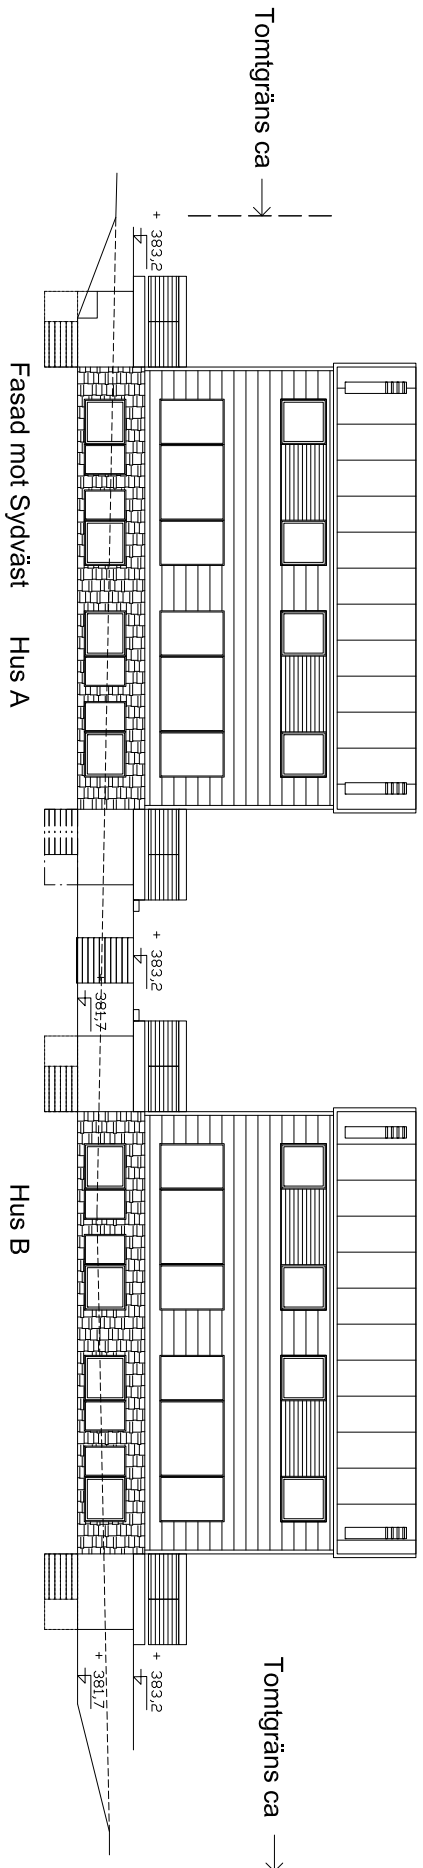 Tomtgräns ca
Tomtgräns ca
+ 383,2
+ 383,2
+ 381,7
+ 383,2
+ 381,7
Fasad mot Sydväst Hus A
Hus B